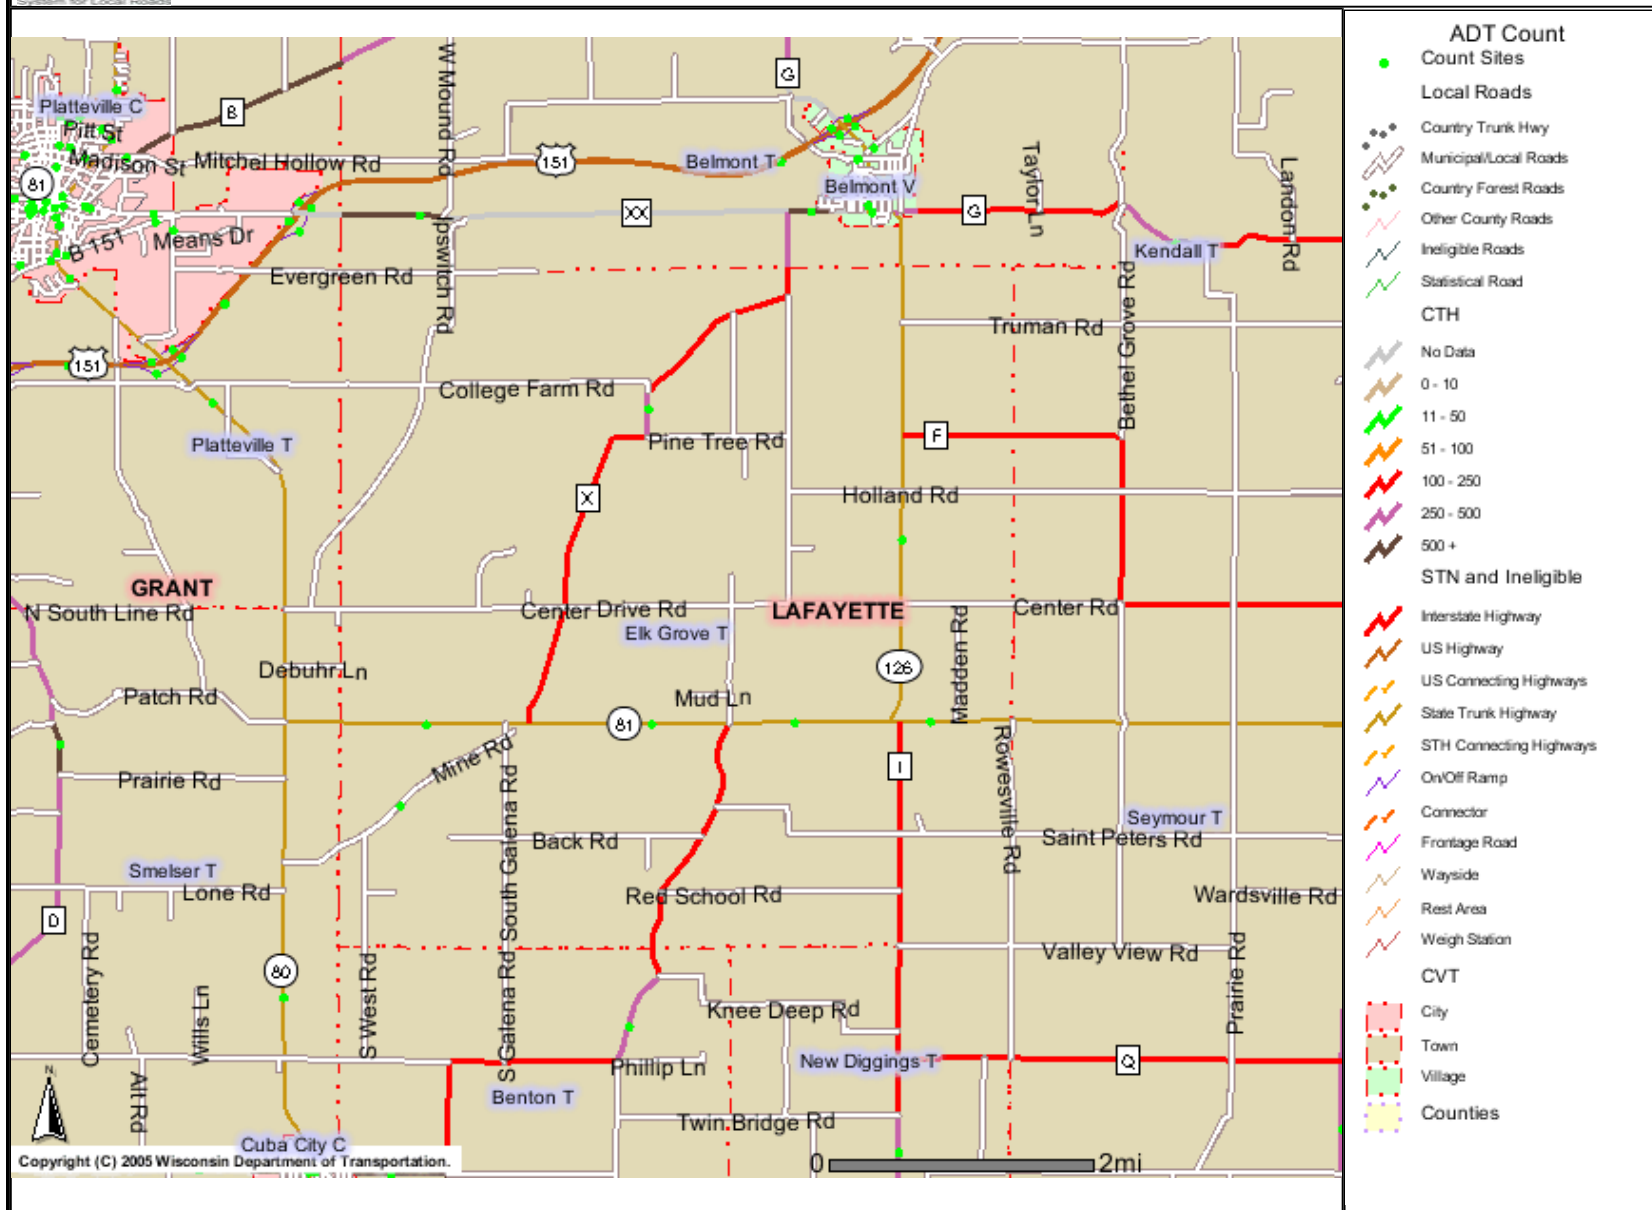 System for Local Roads
Platteville C
Pitt St
Madison St
Mitchel Hollow Rd
B
81
W Mound Rd
151
G
Belmont T
Belmont V
XX
G
Taylor Ln
Landon Rd
Kendall T
B 151
Means Dr
Evergreen Rd
Ipswitch Rd
151
Truman Rd
Bethel Grove Rd
College Farm Rd
Platteville T
Pine Tree Rd
F
X
Holland Rd
GRANT
N South Line Rd
Center Drive Rd
Elk Grove T
LAFAYETTE
Center Rd
Madden Rd
126
Debuhr Ln
Patch Rd
Mud Ln
81
Mine Rd
Prairie Rd
South Galena Rd
I
Rowesville Rd
Seymour T
Saint Peters Rd
Back Rd
Smelser T
Lone Rd
Red School Rd
Wardsville Rd
D
Cemetery Rd
80
S West Rd
S Galena Rd
Valley View Rd
Prairie Rd
Wills Ln
Knee Deep Rd
Alt Rd
Phillip Ln
New Diggings T
Q
Benton T
Twin Bridge Rd
Cuba City C
N
Copyright (C) 2005 Wisconsin Department of Transportation.
0 2mi
ADT Count
Count Sites
Local Roads
Country Trunk Hwy
Municipal/Local Roads
Country Forest Roads
Other County Roads
Ineligible Roads
Statistical Road
CTH
No Data
0 - 10
11 - 50
51 - 100
100 - 250
250 - 500
500 +
STN and Ineligible
Interstate Highway
US Highway
US Connecting Highways
State Trunk Highway
STH Connecting Highways
On/Off Ramp
Connector
Frontage Road
Wayside
Rest Area
Weigh Station
CVT
City
Town
Village
Counties